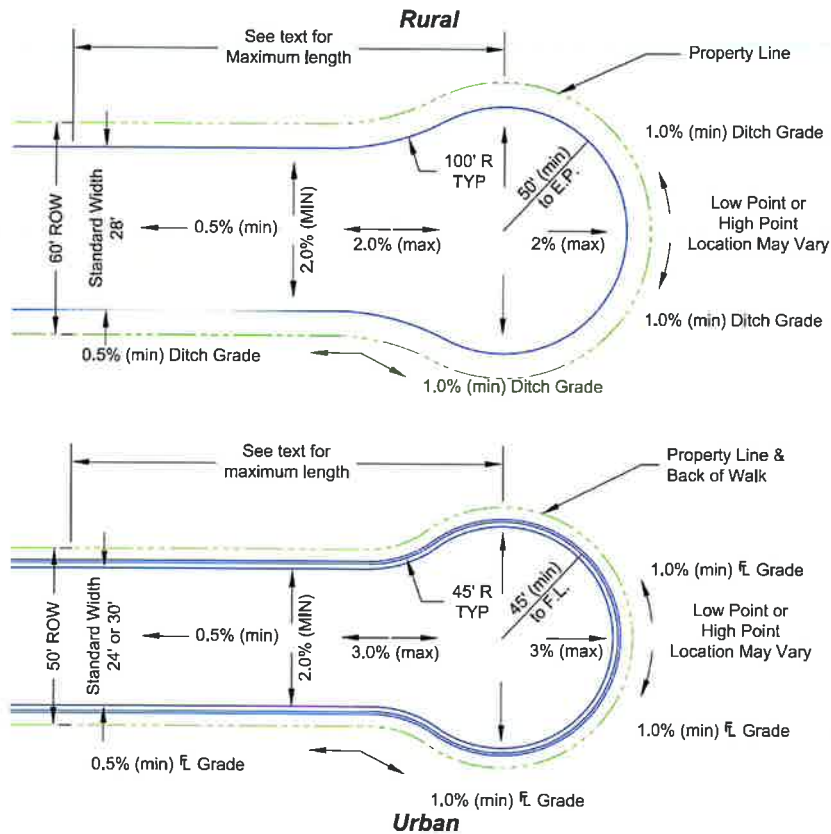 Rural
See text for
Maximum length
Property Line
1.0% (min) Ditch Grade
100' R
TYP
50' (min)
to E.P.
60' ROW
Standard Width
28'
0.5% (min)
2.0% (MIN)
2.0% (max)
2% (max)
Low Point or
High Point
Location May Vary
1.0% (min) Ditch Grade
0.5% (min) Ditch Grade
1.0% (min) Ditch Grade
See text for
maximum length
Property Line &
Back of Walk
1.0% (min) FL Grade
45' R
TYP
45' (min)
to F.L.
50' ROW
Standard Width
24' or 30'
0.5% (min)
2.0% (MIN)
3.0% (max)
3% (max)
Low Point or
High Point
Location May Vary
1.0% (min) FL Grade
0.5% (min) FL Grade
1.0% (min) FL Grade
Urban